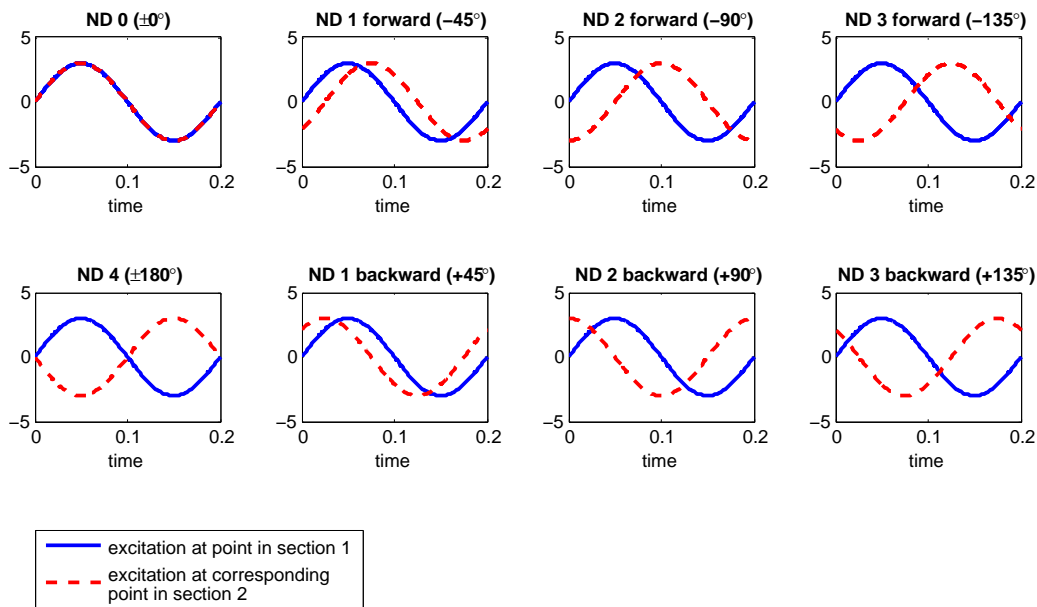 ND 0 (±0°)
ND 1 forward (−45°)
ND 2 forward (−90°)
ND 3 forward (−135°)
5
0
−5
0
0.1
0.2
time
5
0
−5
0
0.1
0.2
time
5
0
−5
0
0.1
0.2
time
5
0
−5
0
0.1
0.2
time
ND 4 (±180°)
ND 1 backward (+45°)
ND 2 backward (+90°)
ND 3 backward (+135°)
5
0
−5
0
0.1
0.2
time
5
0
−5
0
0.1
0.2
time
5
0
−5
0
0.1
0.2
time
5
0
−5
0
0.1
0.2
time
excitation at point in section 1
excitation at corresponding
point in section 2